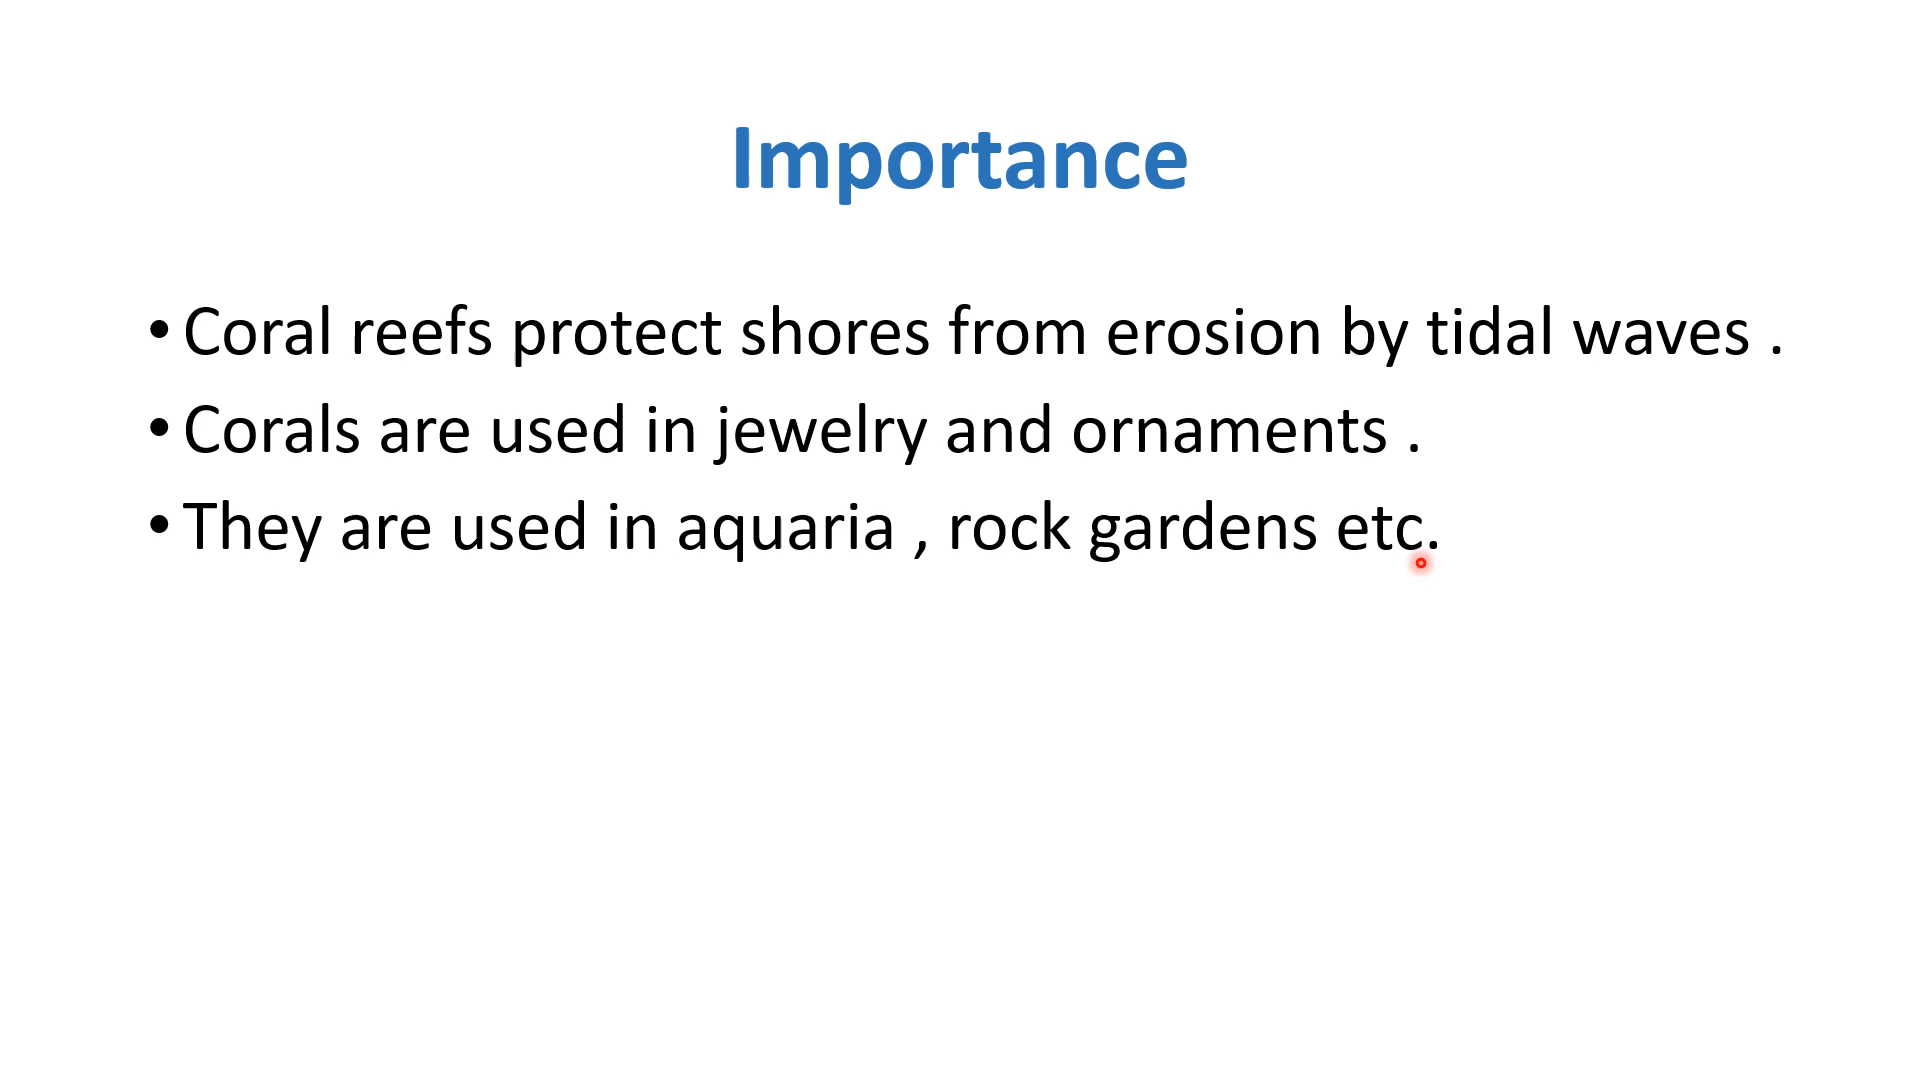 Importance
• Coral reefs protect shores from erosion by tidal waves .
• Corals are used in jewelry and ornaments .
• They are used in aquaria , rock gardens etc.